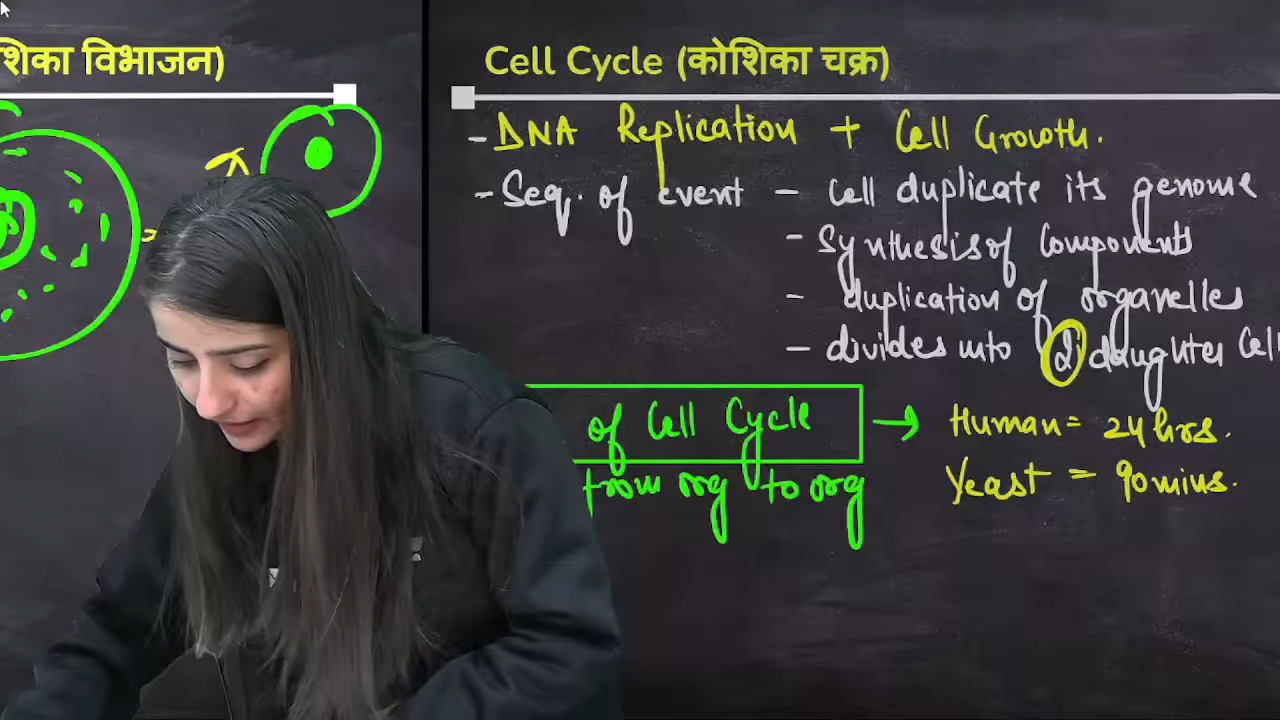 शिका विभाजन)
Cell Cycle (कोशिका चक्र)
- DNA Replication + Cell Growth.
- Seq. of event - Cell duplicate its genome
- Synthesis of Components
- duplication of organelles
- divides into 2 daughter Cell
of Cell Cycle → Human = 24 hrs.
from org to org
Yeast = 90 mins.